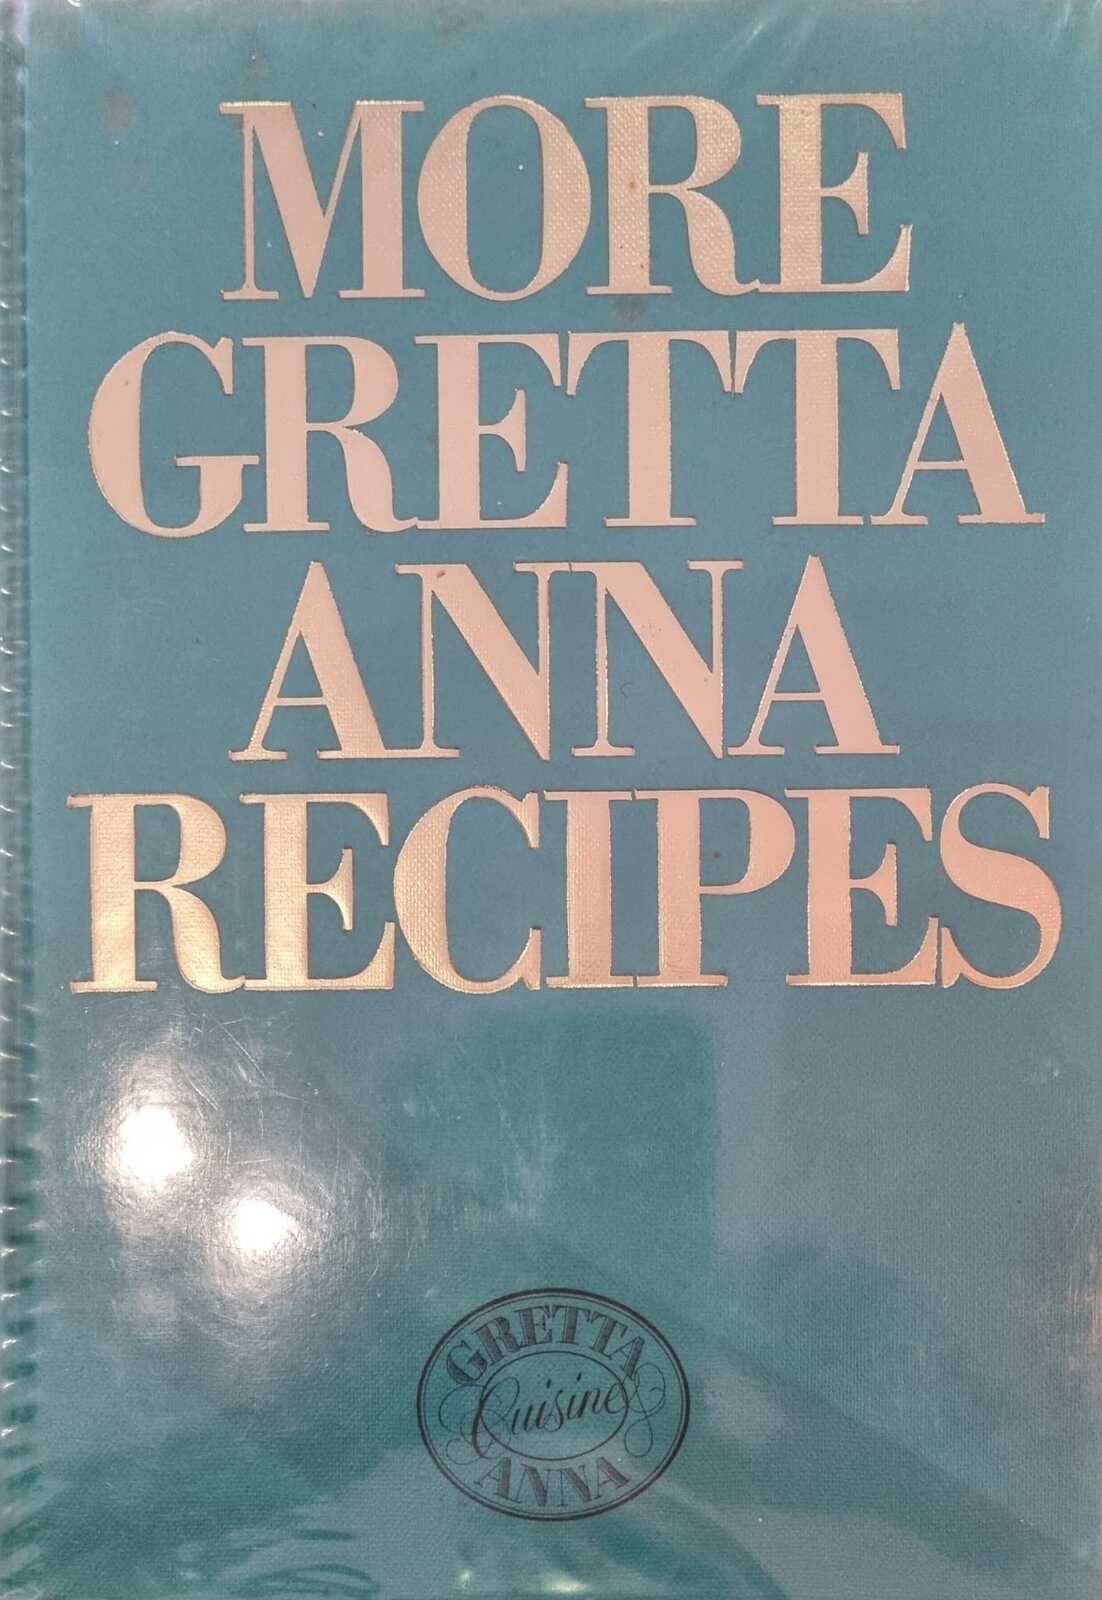 MORE
GRETTA
ANNA
RECIPES
GRETTA
Cuisine
ANNA